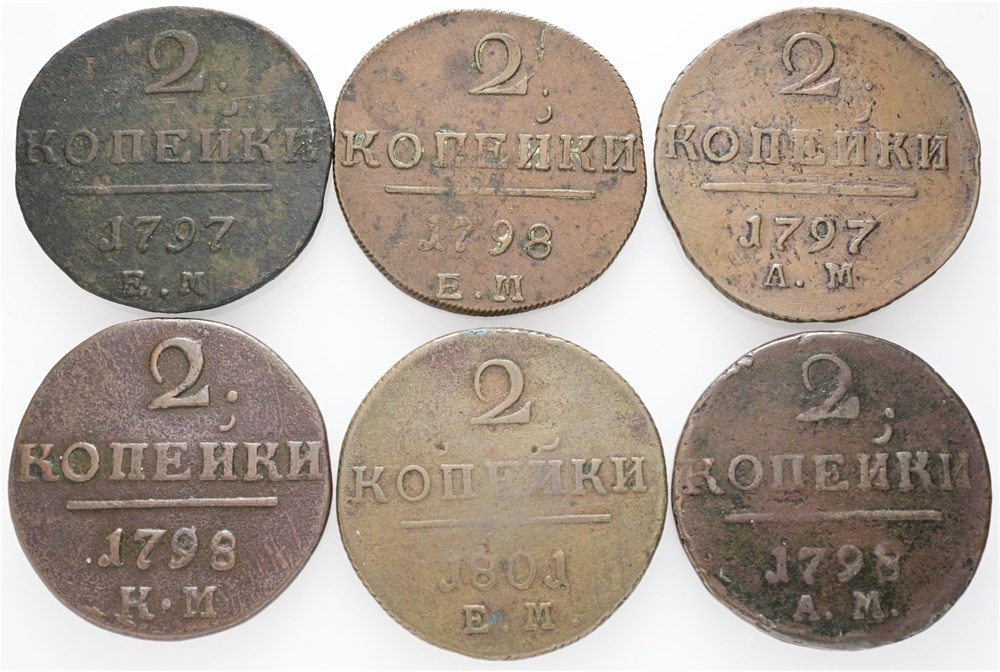 2.
КОПЕЙКИ
1797
Е.М
2.
КОПЕЙКИ
1798
Е.М
2.
КОПЕЙКИ
1797
А.М.
2.
КОПЕЙКИ
1798
К.М
2
КОПЕЙКИ
1801
Е.М.
2.
КОПЕЙКИ
1798
А.М.